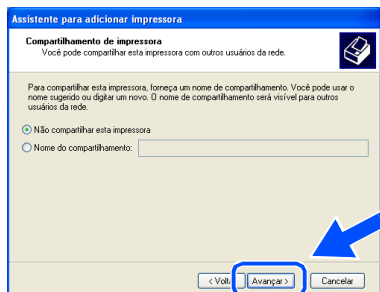 Assistente para adicionar impressora
Compartilhamento de impressora
Você pode compartilhar esta impressora com outros usuários da rede.
Para compartilhar esta impressora, forneça um nome de compartilhamento. Você pode usar o
nome sugerido ou digitar um novo. O nome de compartilhamento será visível para outros
usuários da rede.
Não compartilhar esta impressora
Nome do compartilhamento:
< Volt Avançar > Cancelar